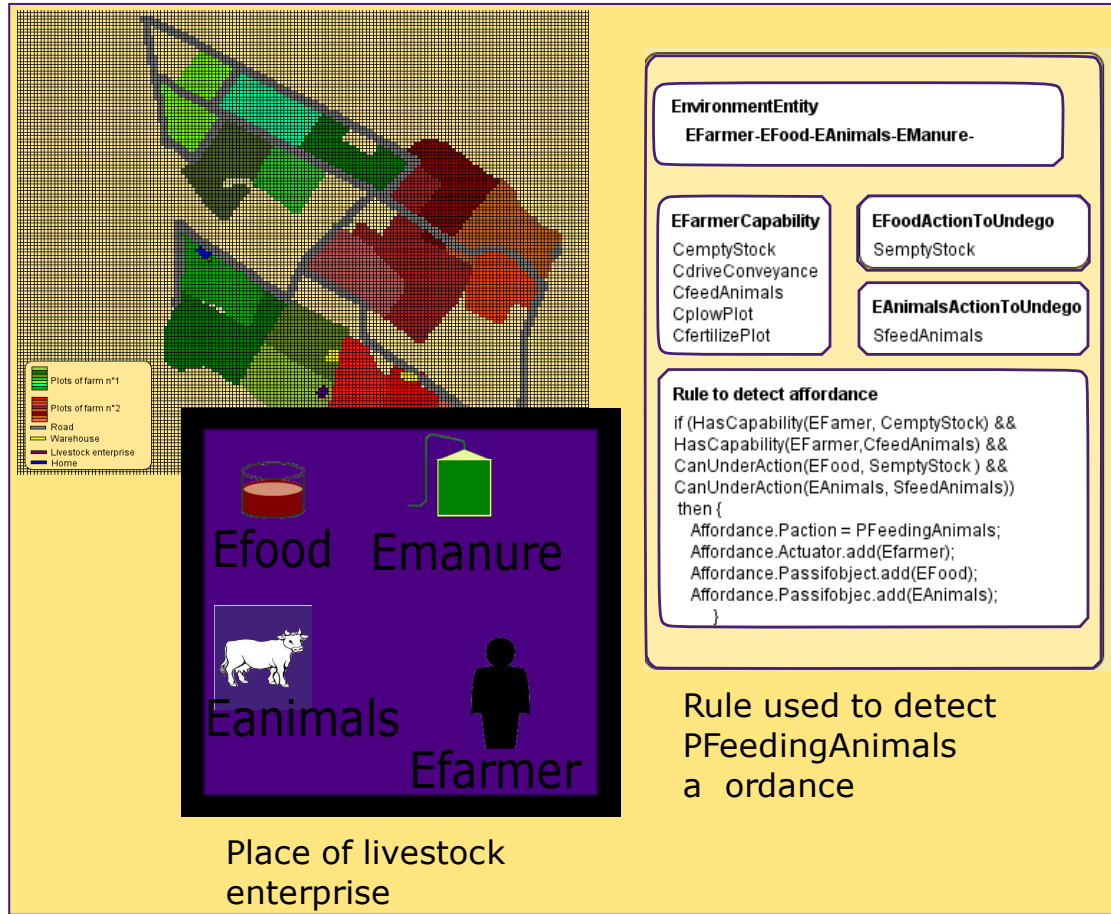 Plots of farm n°1
Plots of farm n°2
Road
Warehouse
Livestock enterprise
Home
Efood
Emanure
Eanimals
Efarmer
Place of livestock
enterprise
EnvironmentEntity
EFarmer-EFood-EAnimals-EManure-
EFarmerCapability
CemptyStock
CdriveConveyance
CfeedAnimals
CplowPlot
CfertilizePlot
EFoodActionToUndego
SemptyStock
EAnimalsActionToUndego
SfeedAnimals
Rule to detect affordance
if (HasCapability(EFamer, CemptyStock) &&
HasCapability(EFarmer,CfeedAnimals) &&
CanUnderAction(EFood, SemptyStock ) &&
CanUnderAction(EAnimals, SfeedAnimals))
then {
Affordance.Paction = PFeedingAnimals;
Affordance.Actuator.add(Efarmer);
Affordance.Passifobject.add(EFood);
Affordance.Passifobjec.add(EAnimals);
}
Rule used to detect
PFeedingAnimals
a ordance